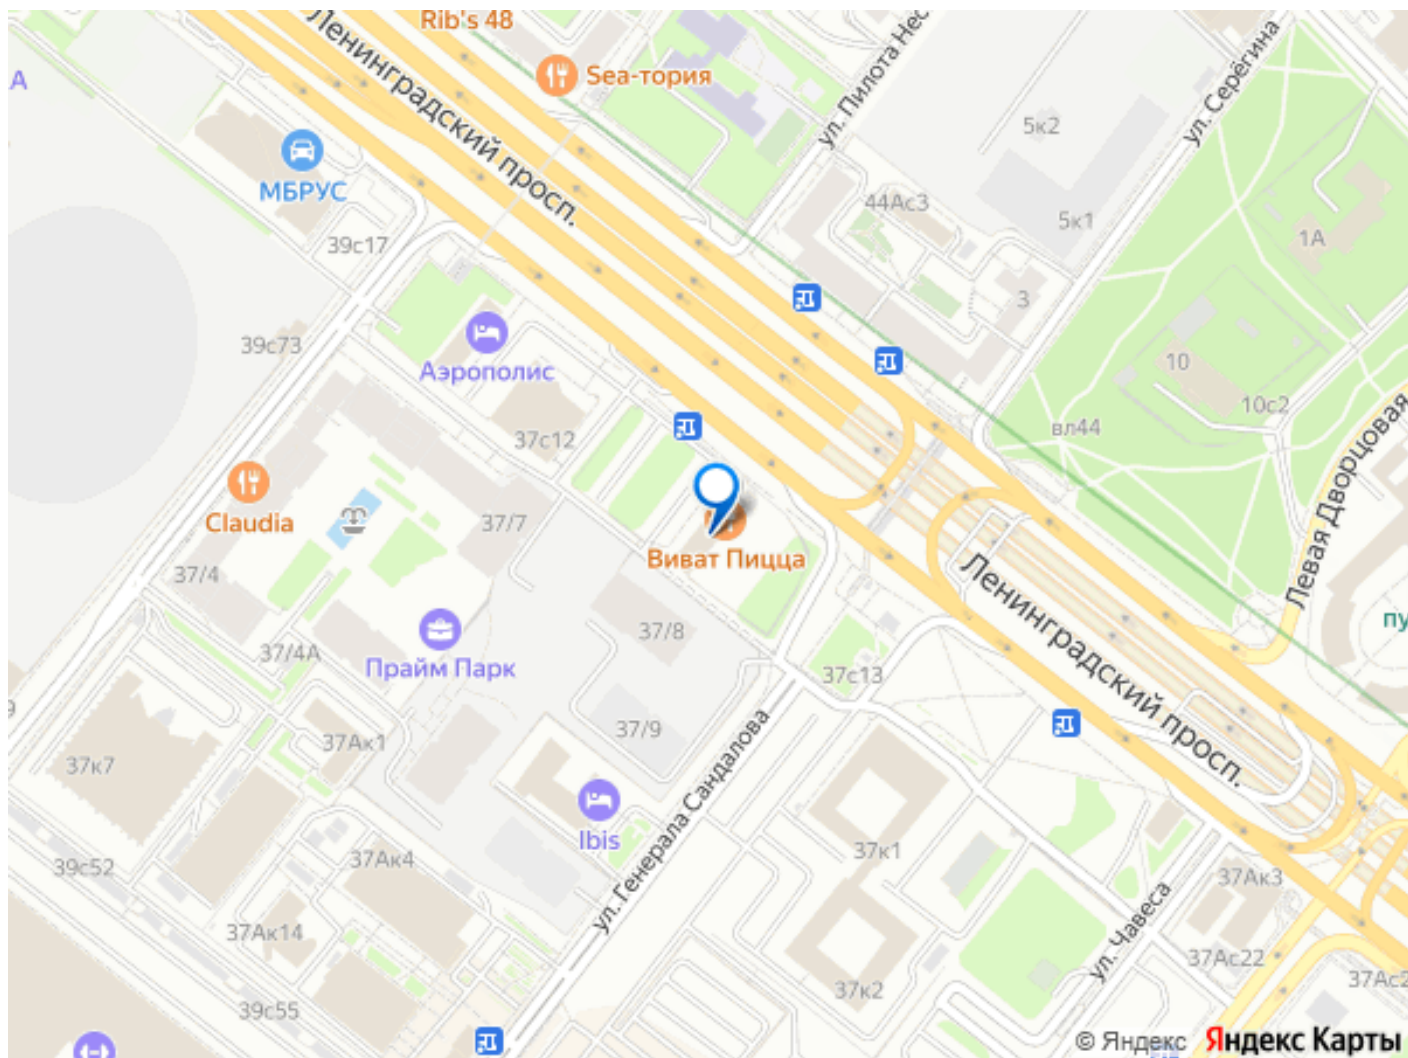 Rib's 48
Sea-тория
А
Ленинградский просп.
ул. Пилота Нес
ул. Серёгина
5к2
МБРУС
44Ас3
5к1
1А
39с17
3
39с73
Аэрополис
10
10с2
вл44
37с12
Левая Дворцовая
Claudia
37/7
Виват Пицца
37/4
37/8
Ленинградский просп.
пу
37/4А
Прайм Парк
37с13
9
37/9
37Ак1
37к7
ул. Генерала Сандалова
Ibis
37к1
39с52
37Ак4
37Ак3
ул. Чавеса
37Ак14
37Ас22
37Ас2
37к2
39с55
© Яндекс Яндекс Карты